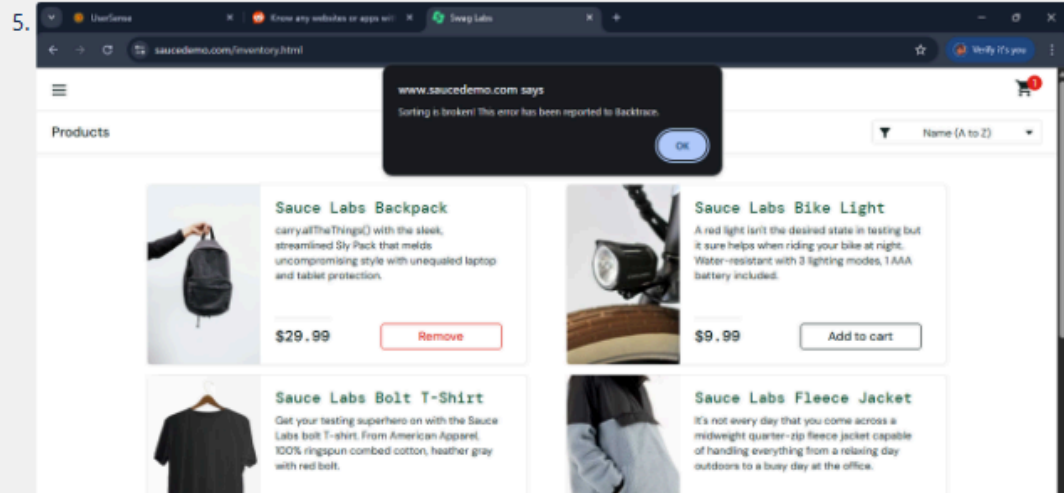 5.
UserSense
Know any websites or apps wit
Swag Labs
saucedemo.com/inventory.html
Verify it's you
www.saucedemo.com says
Sorting is broken! This error has been reported to Backtrace.
OK
1
Products
Name (A to Z)
Sauce Labs Backpack
carry.allTheThings() with the sleek,
streamlined Sly Pack that melds
uncompromising style with unequaled laptop
and tablet protection.
$29.99
Remove
Sauce Labs Bike Light
A red light isn't the desired state in testing but
it sure helps when riding your bike at night.
Water-resistant with 3 lighting modes, 1 AAA
battery included.
$9.99
Add to cart
Sauce Labs Bolt T-Shirt
Get your testing superhero on with the Sauce
Labs bolt T-shirt. From American Apparel,
100% ringspun combed cotton, heather gray
with red bolt.
Sauce Labs Fleece Jacket
It's not every day that you come across a
midweight quarter-zip fleece jacket capable
of handling everything from a relaxing day
outdoors to a busy day at the office.